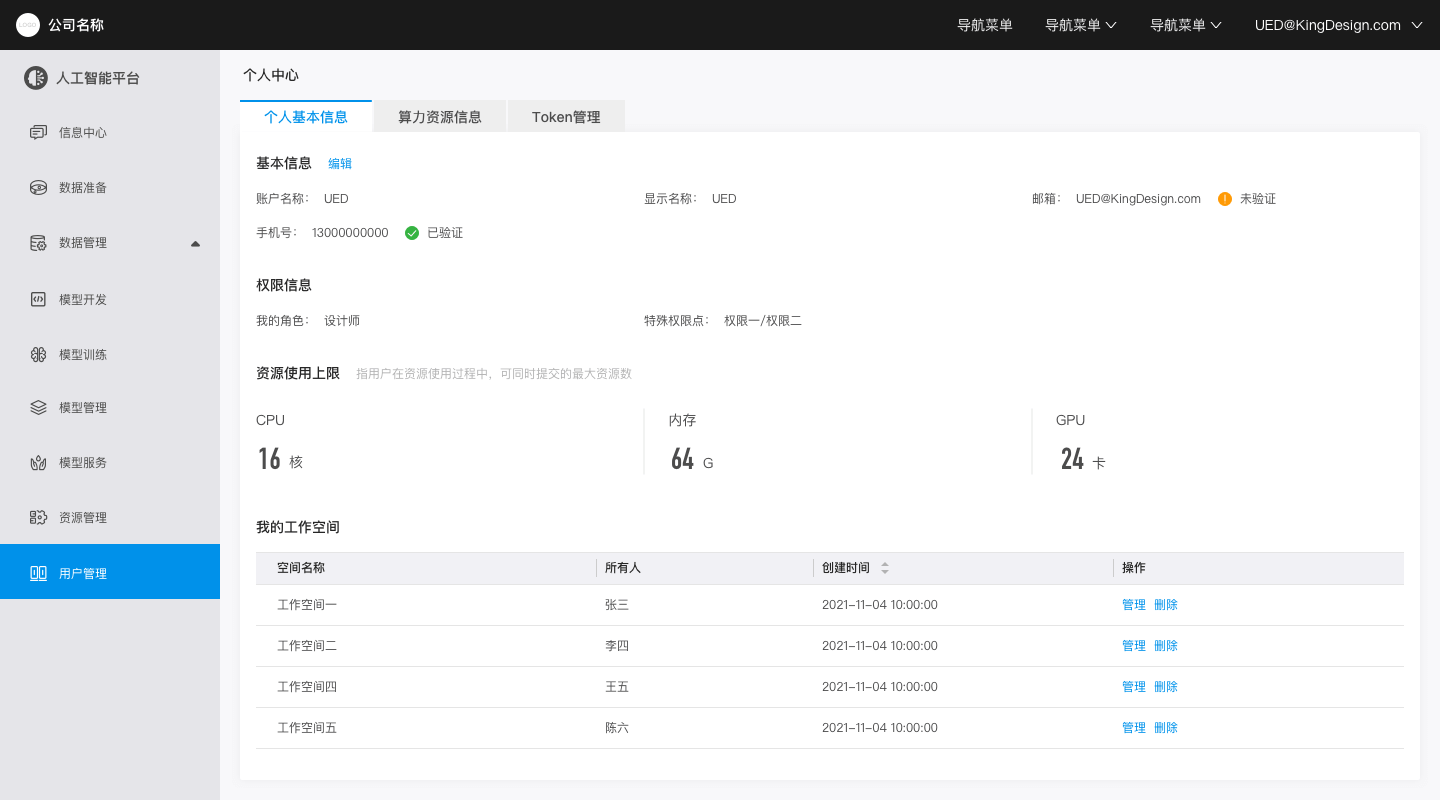 公司名称 导航菜单 导航菜单 导航菜单 UED@KingDesign.com
人工智能平台
信息中心
数据准备
数据管理
模型开发
模型训练
模型管理
模型服务
资源管理
用户管理
个人中心
个人基本信息 算力资源信息 Token管理
基本信息 编辑
账户名称： UED 显示名称： UED 邮箱： UED@KingDesign.com 未验证
手机号： 13000000000 已验证
权限信息
我的角色： 设计师 特殊权限点： 权限一/权限二
资源使用上限 指用户在资源使用过程中，可同时提交的最大资源数
CPU 内存 GPU
16 核 64 G 24 卡
我的工作空间
空间名称 所有人 创建时间 操作
工作空间一 张三 2021-11-04 10:00:00 管理 删除
工作空间二 李四 2021-11-04 10:00:00 管理 删除
工作空间四 王五 2021-11-04 10:00:00 管理 删除
工作空间五 陈六 2021-11-04 10:00:00 管理 删除